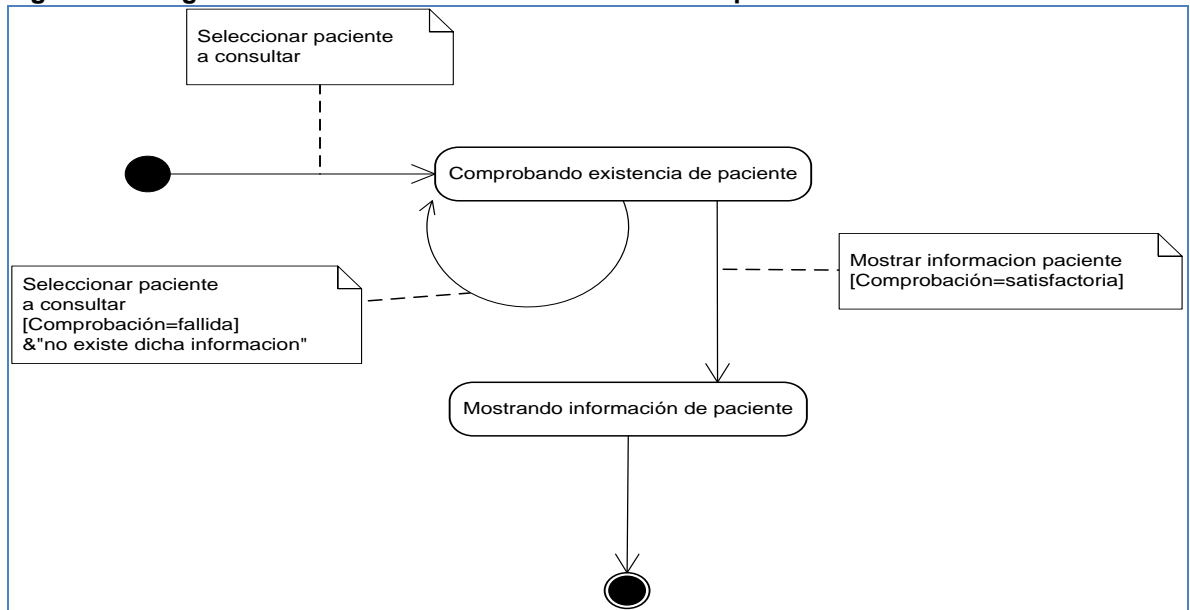 Seleccionar paciente
a consultar
Comprobando existencia de paciente
Mostrar informacion paciente
[Comprobación=satisfactoria]
Seleccionar paciente
a consultar
[Comprobación=fallida]
&"no existe dicha informacion"
Mostrando información de paciente